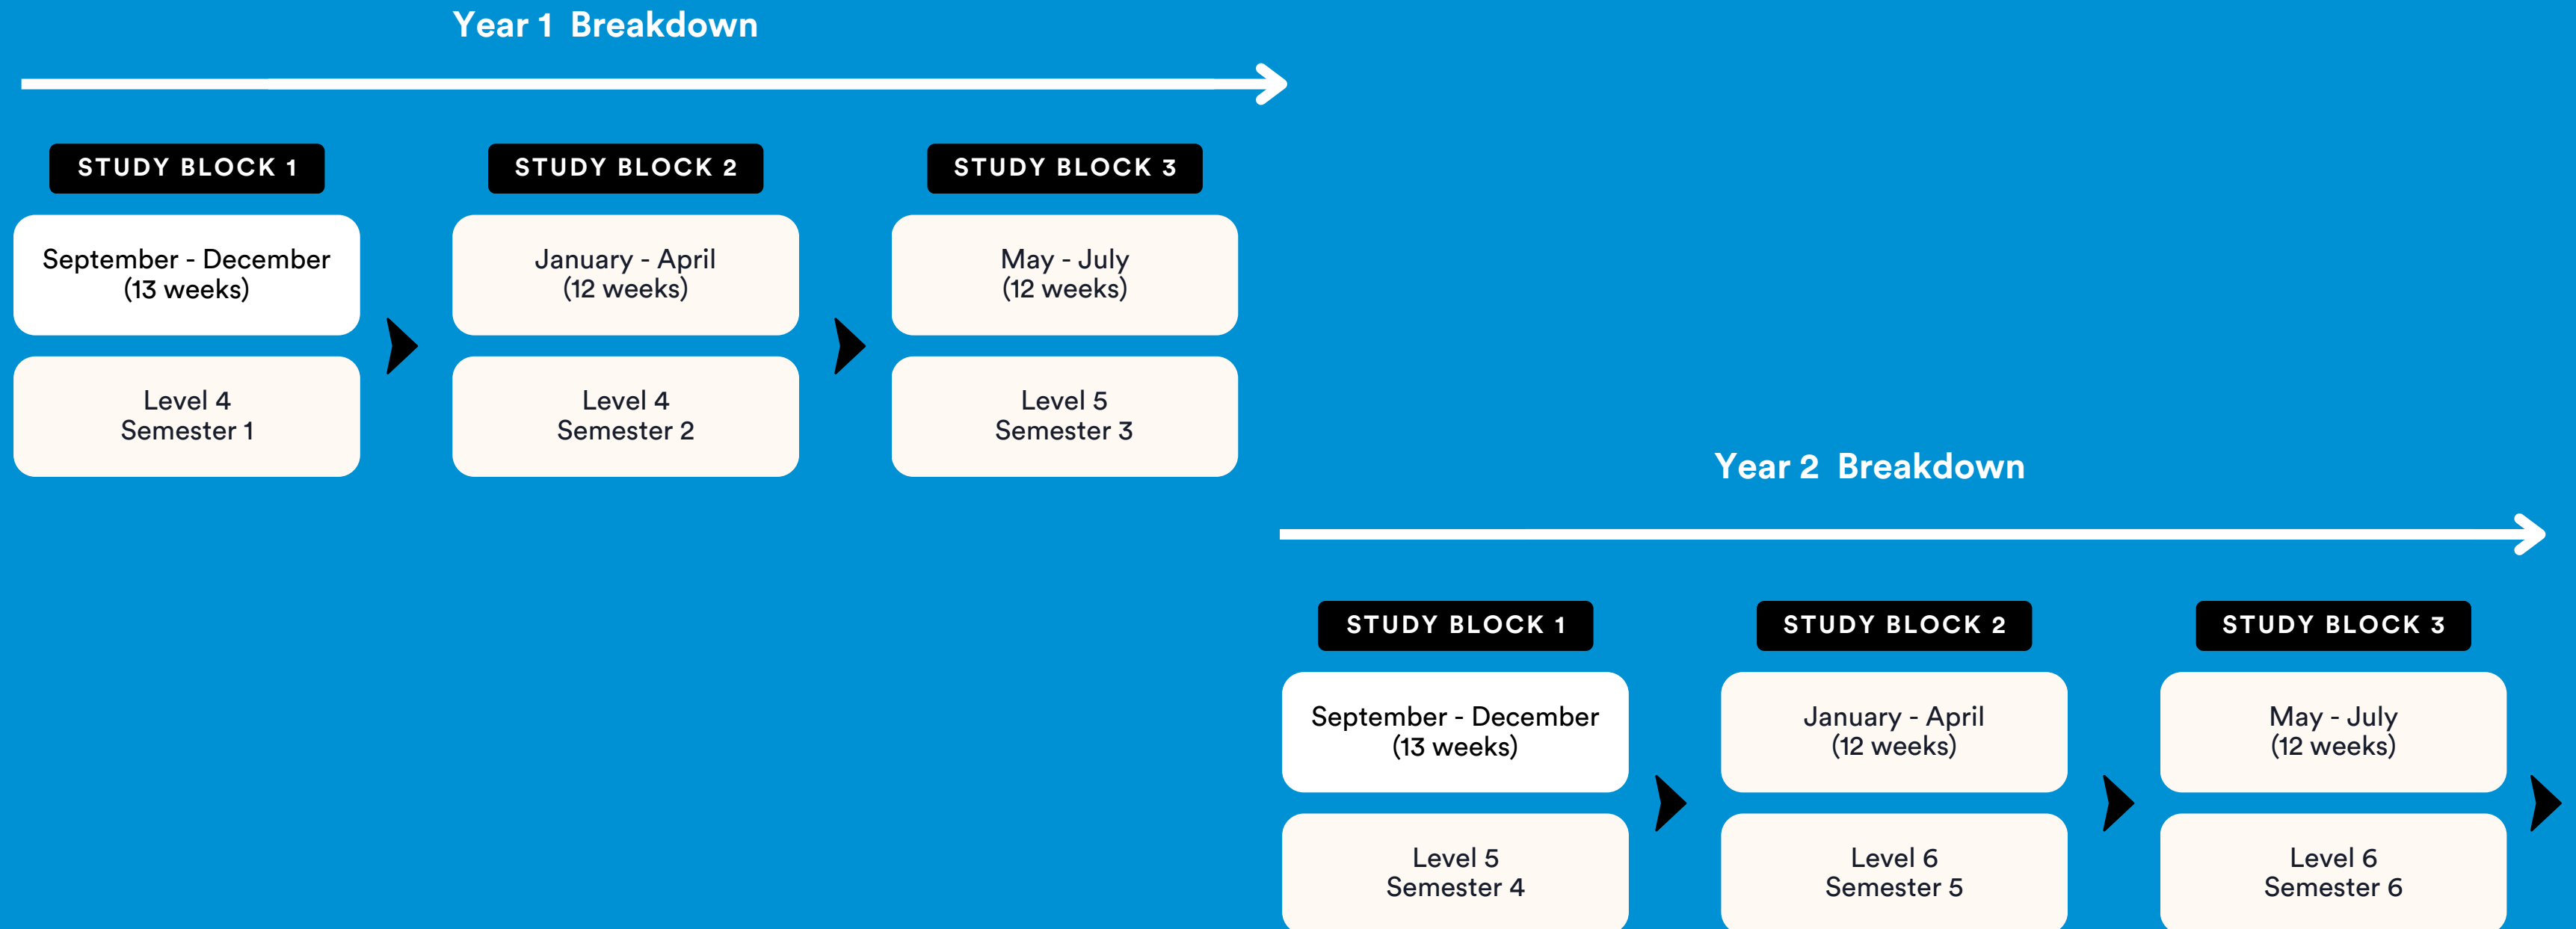 Year 1 Breakdown
STUDY BLOCK 1
September - December
(13 weeks)
Level 4
Semester 1
STUDY BLOCK 2
January - April
(12 weeks)
Level 4
Semester 2
STUDY BLOCK 3
May - July
(12 weeks)
Level 5
Semester 3
Year 2 Breakdown
STUDY BLOCK 1
September - December
(13 weeks)
Level 5
Semester 4
STUDY BLOCK 2
January - April
(12 weeks)
Level 6
Semester 5
STUDY BLOCK 3
May - July
(12 weeks)
Level 6
Semester 6